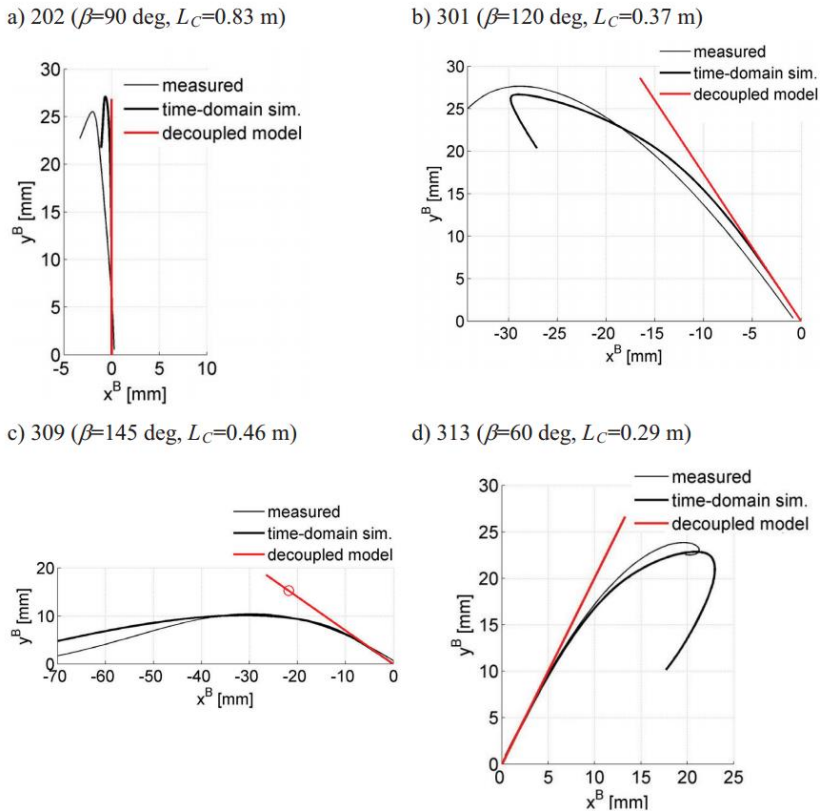 a) 202 (β=90 deg, L_C=0.83 m)
30
25
20
15
10
5
0
y^B [mm]
measured
time-domain sim.
decoupled model
-5 0 5 10
x^B [mm]
b) 301 (β=120 deg, L_C=0.37 m)
measured
time-domain sim.
decoupled model
30
25
20
15
10
5
0
y^B [mm]
-30 -25 -20 -15 -10 -5 0
x^B [mm]
c) 309 (β=145 deg, L_C=0.46 m)
measured
time-domain sim.
decoupled model
20
10
0
y^B [mm]
-70 -60 -50 -40 -30 -20 -10 0
x^B [mm]
d) 313 (β=60 deg, L_C=0.29 m)
measured
time-domain sim.
decoupled model
30
25
20
15
10
5
0
y^B [mm]
0 5 10 15 20 25
x^B [mm]